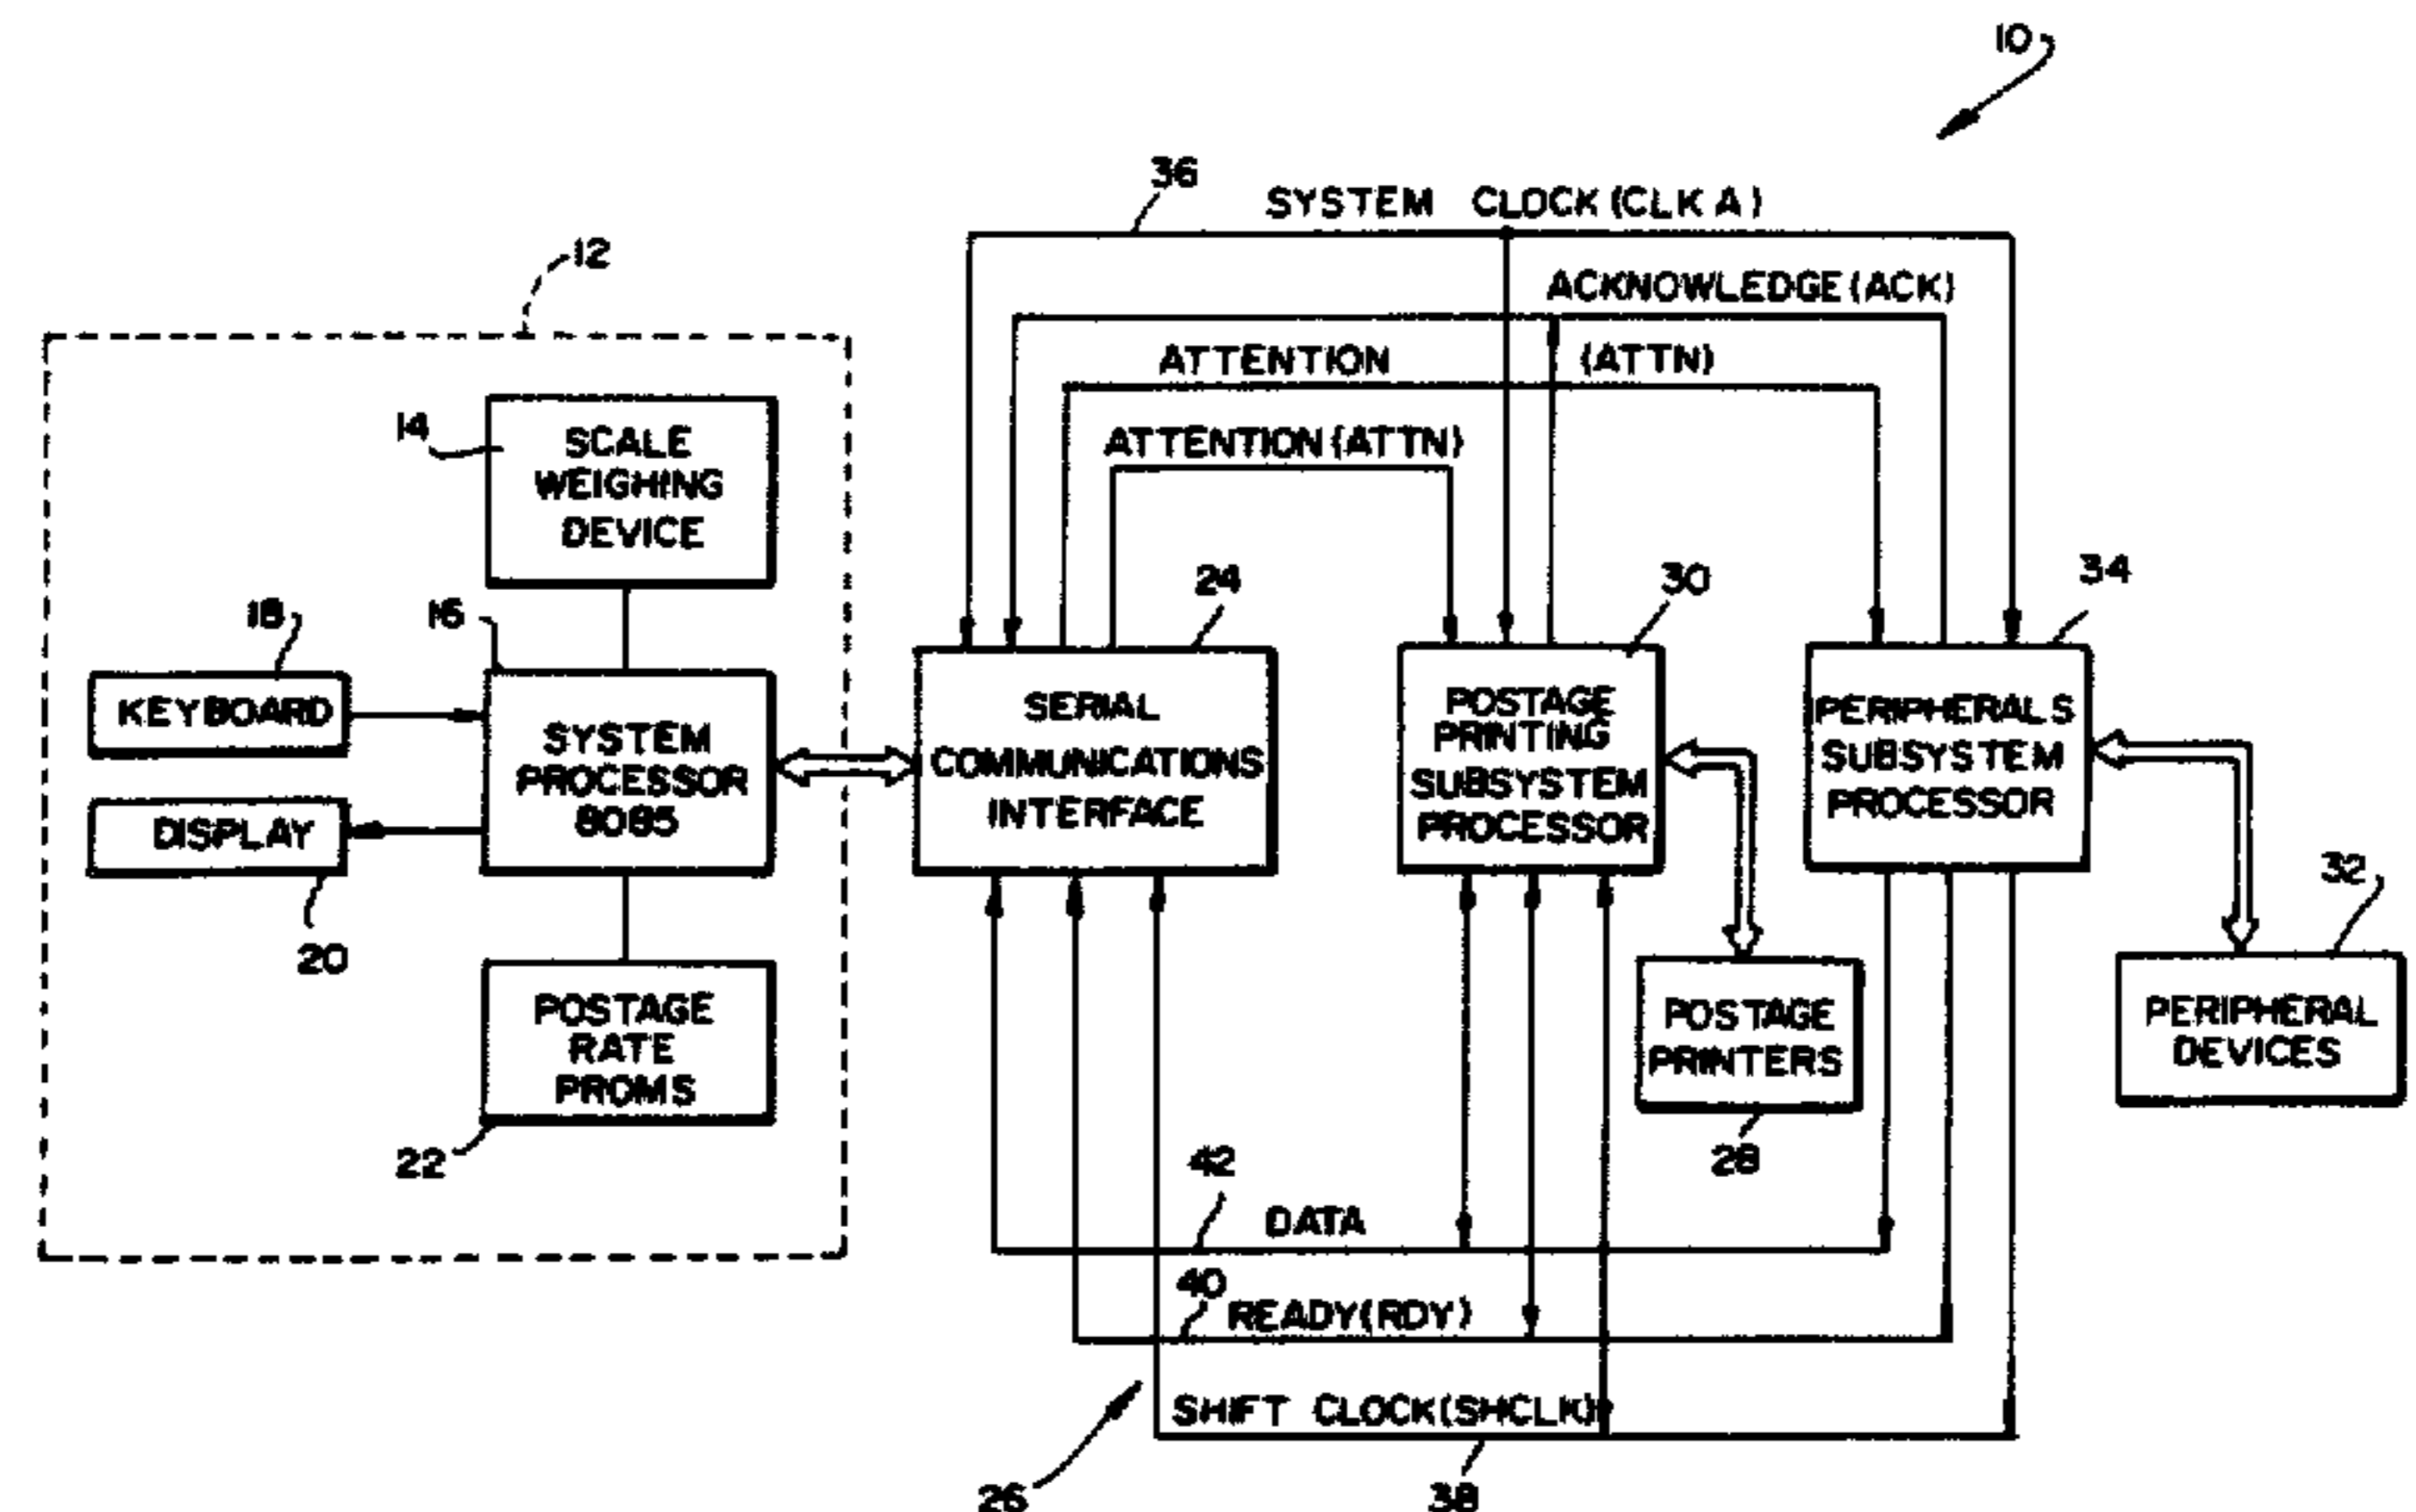 10
36
SYSTEM CLOCK (CLK A)
12
ACKNOWLEDGE (ACK)
ATTENTION (ATTN)
14
SCALE
WEIGHING
DEVICE
ATTENTION (ATTN)
18
16
24
30
34
KEYBOARD
DISPLAY
20
SYSTEM
PROCESSOR
8085
SERIAL
COMMUNICATIONS
INTERFACE
POSTAGE
PRINTING
SUBSYSTEM
PROCESSOR
PERIPHERALS
SUBSYSTEM
PROCESSOR
32
POSTAGE
RATE
PROMS
22
POSTAGE
PRINTERS
28
PERIPHERAL
DEVICES
42
DATA
40
READY (RDY)
SHIFT CLOCK (SHCLK)
26
38